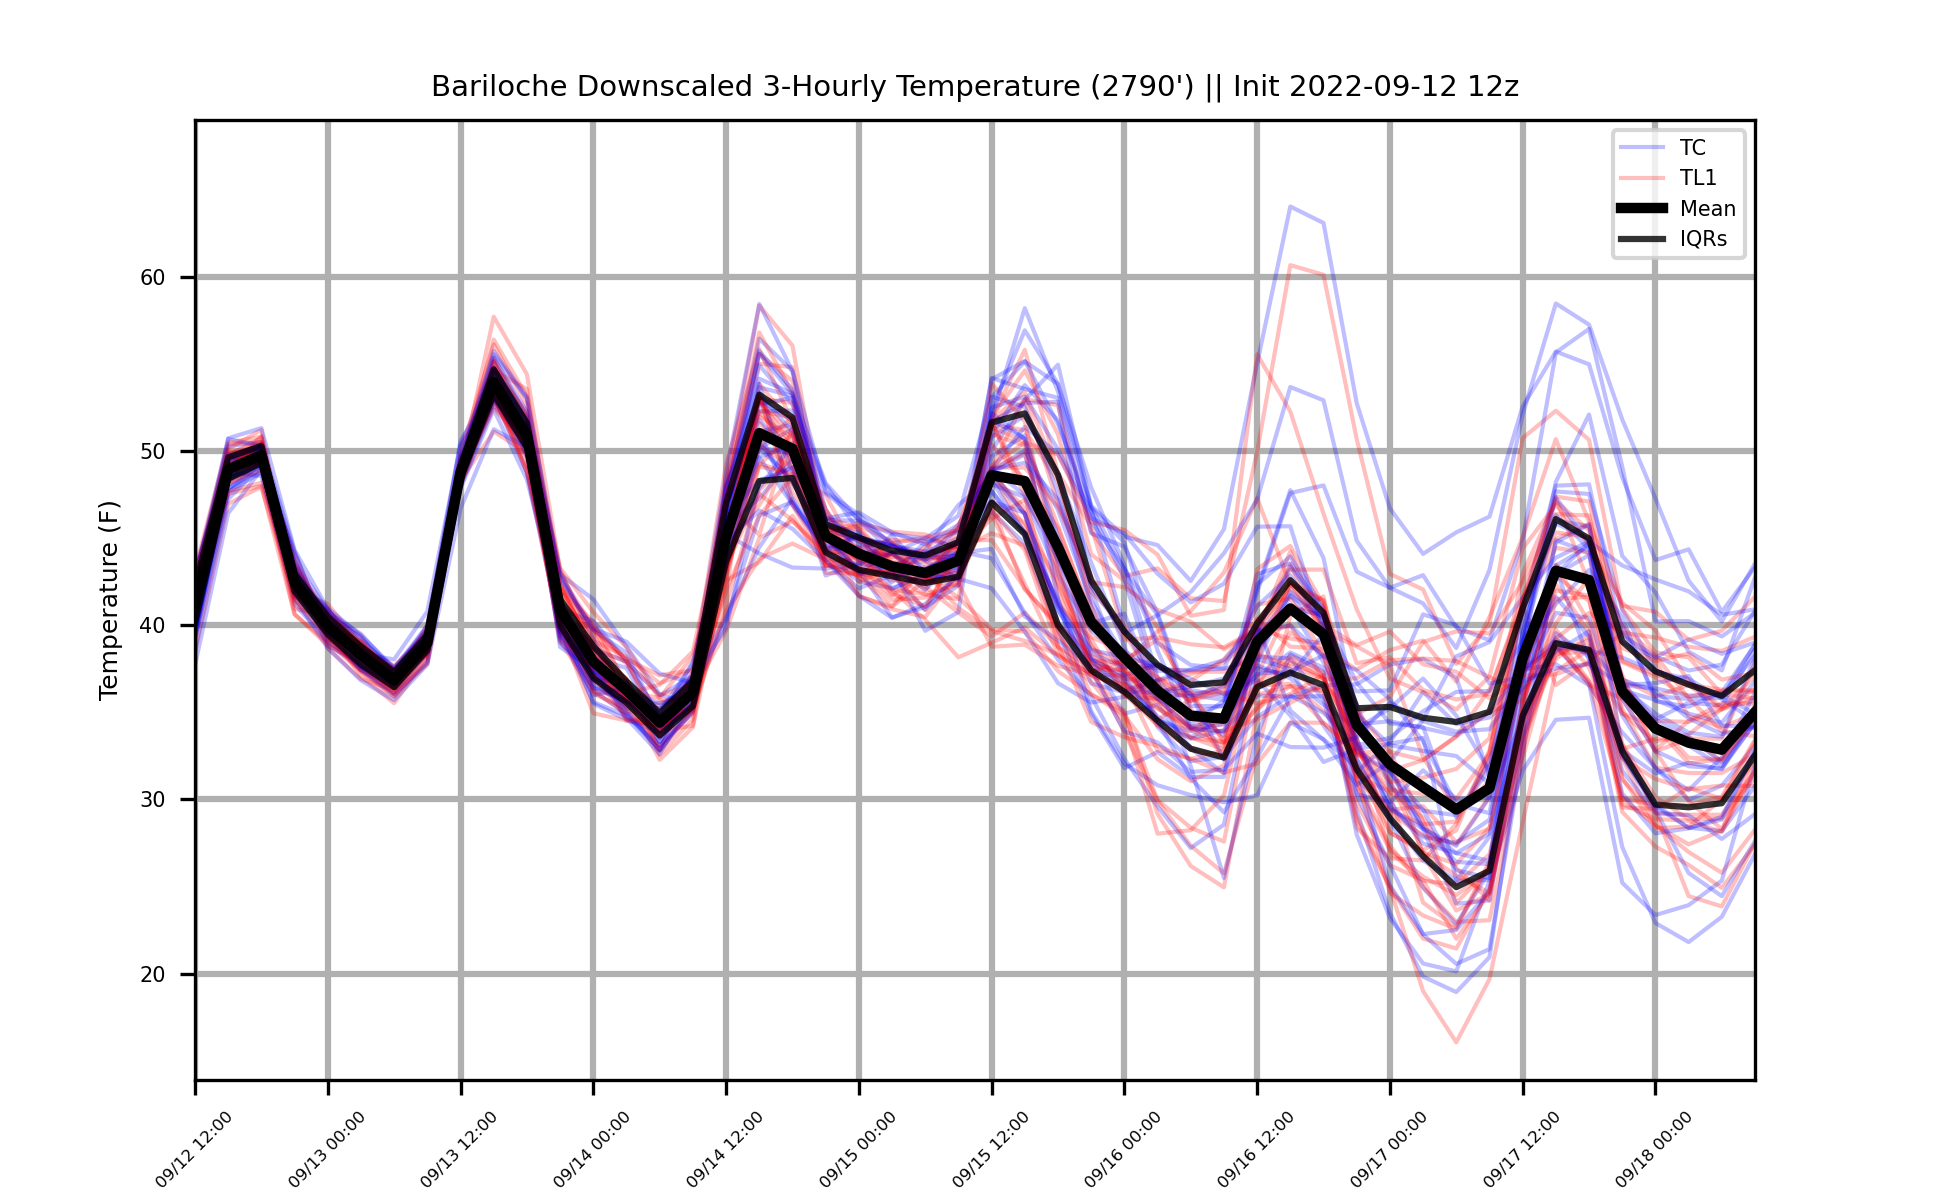 Bariloche Downscaled 3-Hourly Temperature (2790') || Init 2022-09-12 12z
TC
TL1
Mean
IQRs
Temperature (F)
60
50
40
30
20
09/12 12:00
09/13 00:00
09/13 12:00
09/14 00:00
09/14 12:00
09/15 00:00
09/15 12:00
09/16 00:00
09/16 12:00
09/17 00:00
09/17 12:00
09/18 00:00